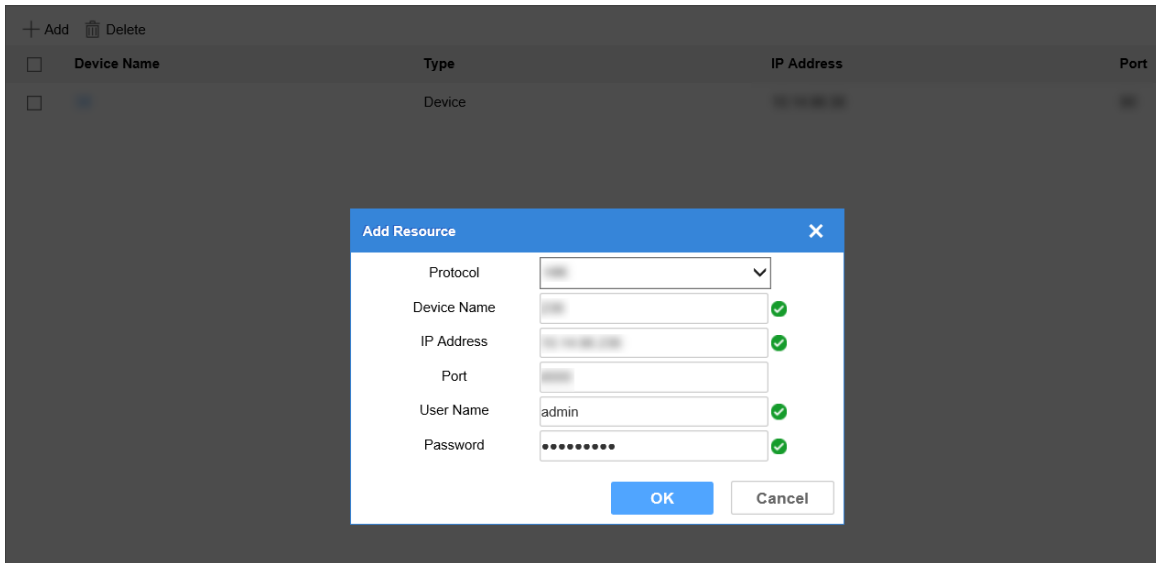 Add Delete
Device Name Type IP Address Port
Device
Add Resource
Protocol
Device Name
IP Address
Port
User Name admin
Password •••••••••
OK Cancel